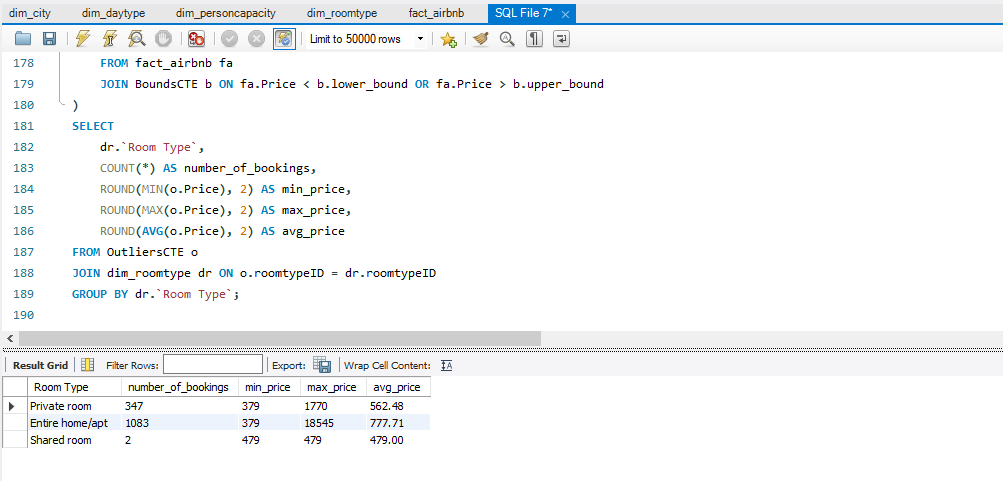 dim_city dim_daytype dim_personcapacity dim_roomtype fact_airbnb SQL File 7*
Limit to 50000 rows
178 FROM fact_airbnb fa
179 JOIN BoundsCTE b ON fa.Price < b.lower_bound OR fa.Price > b.upper_bound
180 )
181 SELECT
182 dr.`Room Type`,
183 COUNT(*) AS number_of_bookings,
184 ROUND(MIN(o.Price), 2) AS min_price,
185 ROUND(MAX(o.Price), 2) AS max_price,
186 ROUND(AVG(o.Price), 2) AS avg_price
187 FROM OutliersCTE o
188 JOIN dim_roomtype dr ON o.roomtypeID = dr.roomtypeID
189 GROUP BY dr.`Room Type`;
190
Result Grid Filter Rows: Export: Wrap Cell Content:
Room Type number_of_bookings min_price max_price avg_price
Private room 347 379 1770 562.48
Entire home/apt 1083 379 18545 777.71
Shared room 2 479 479 479.00